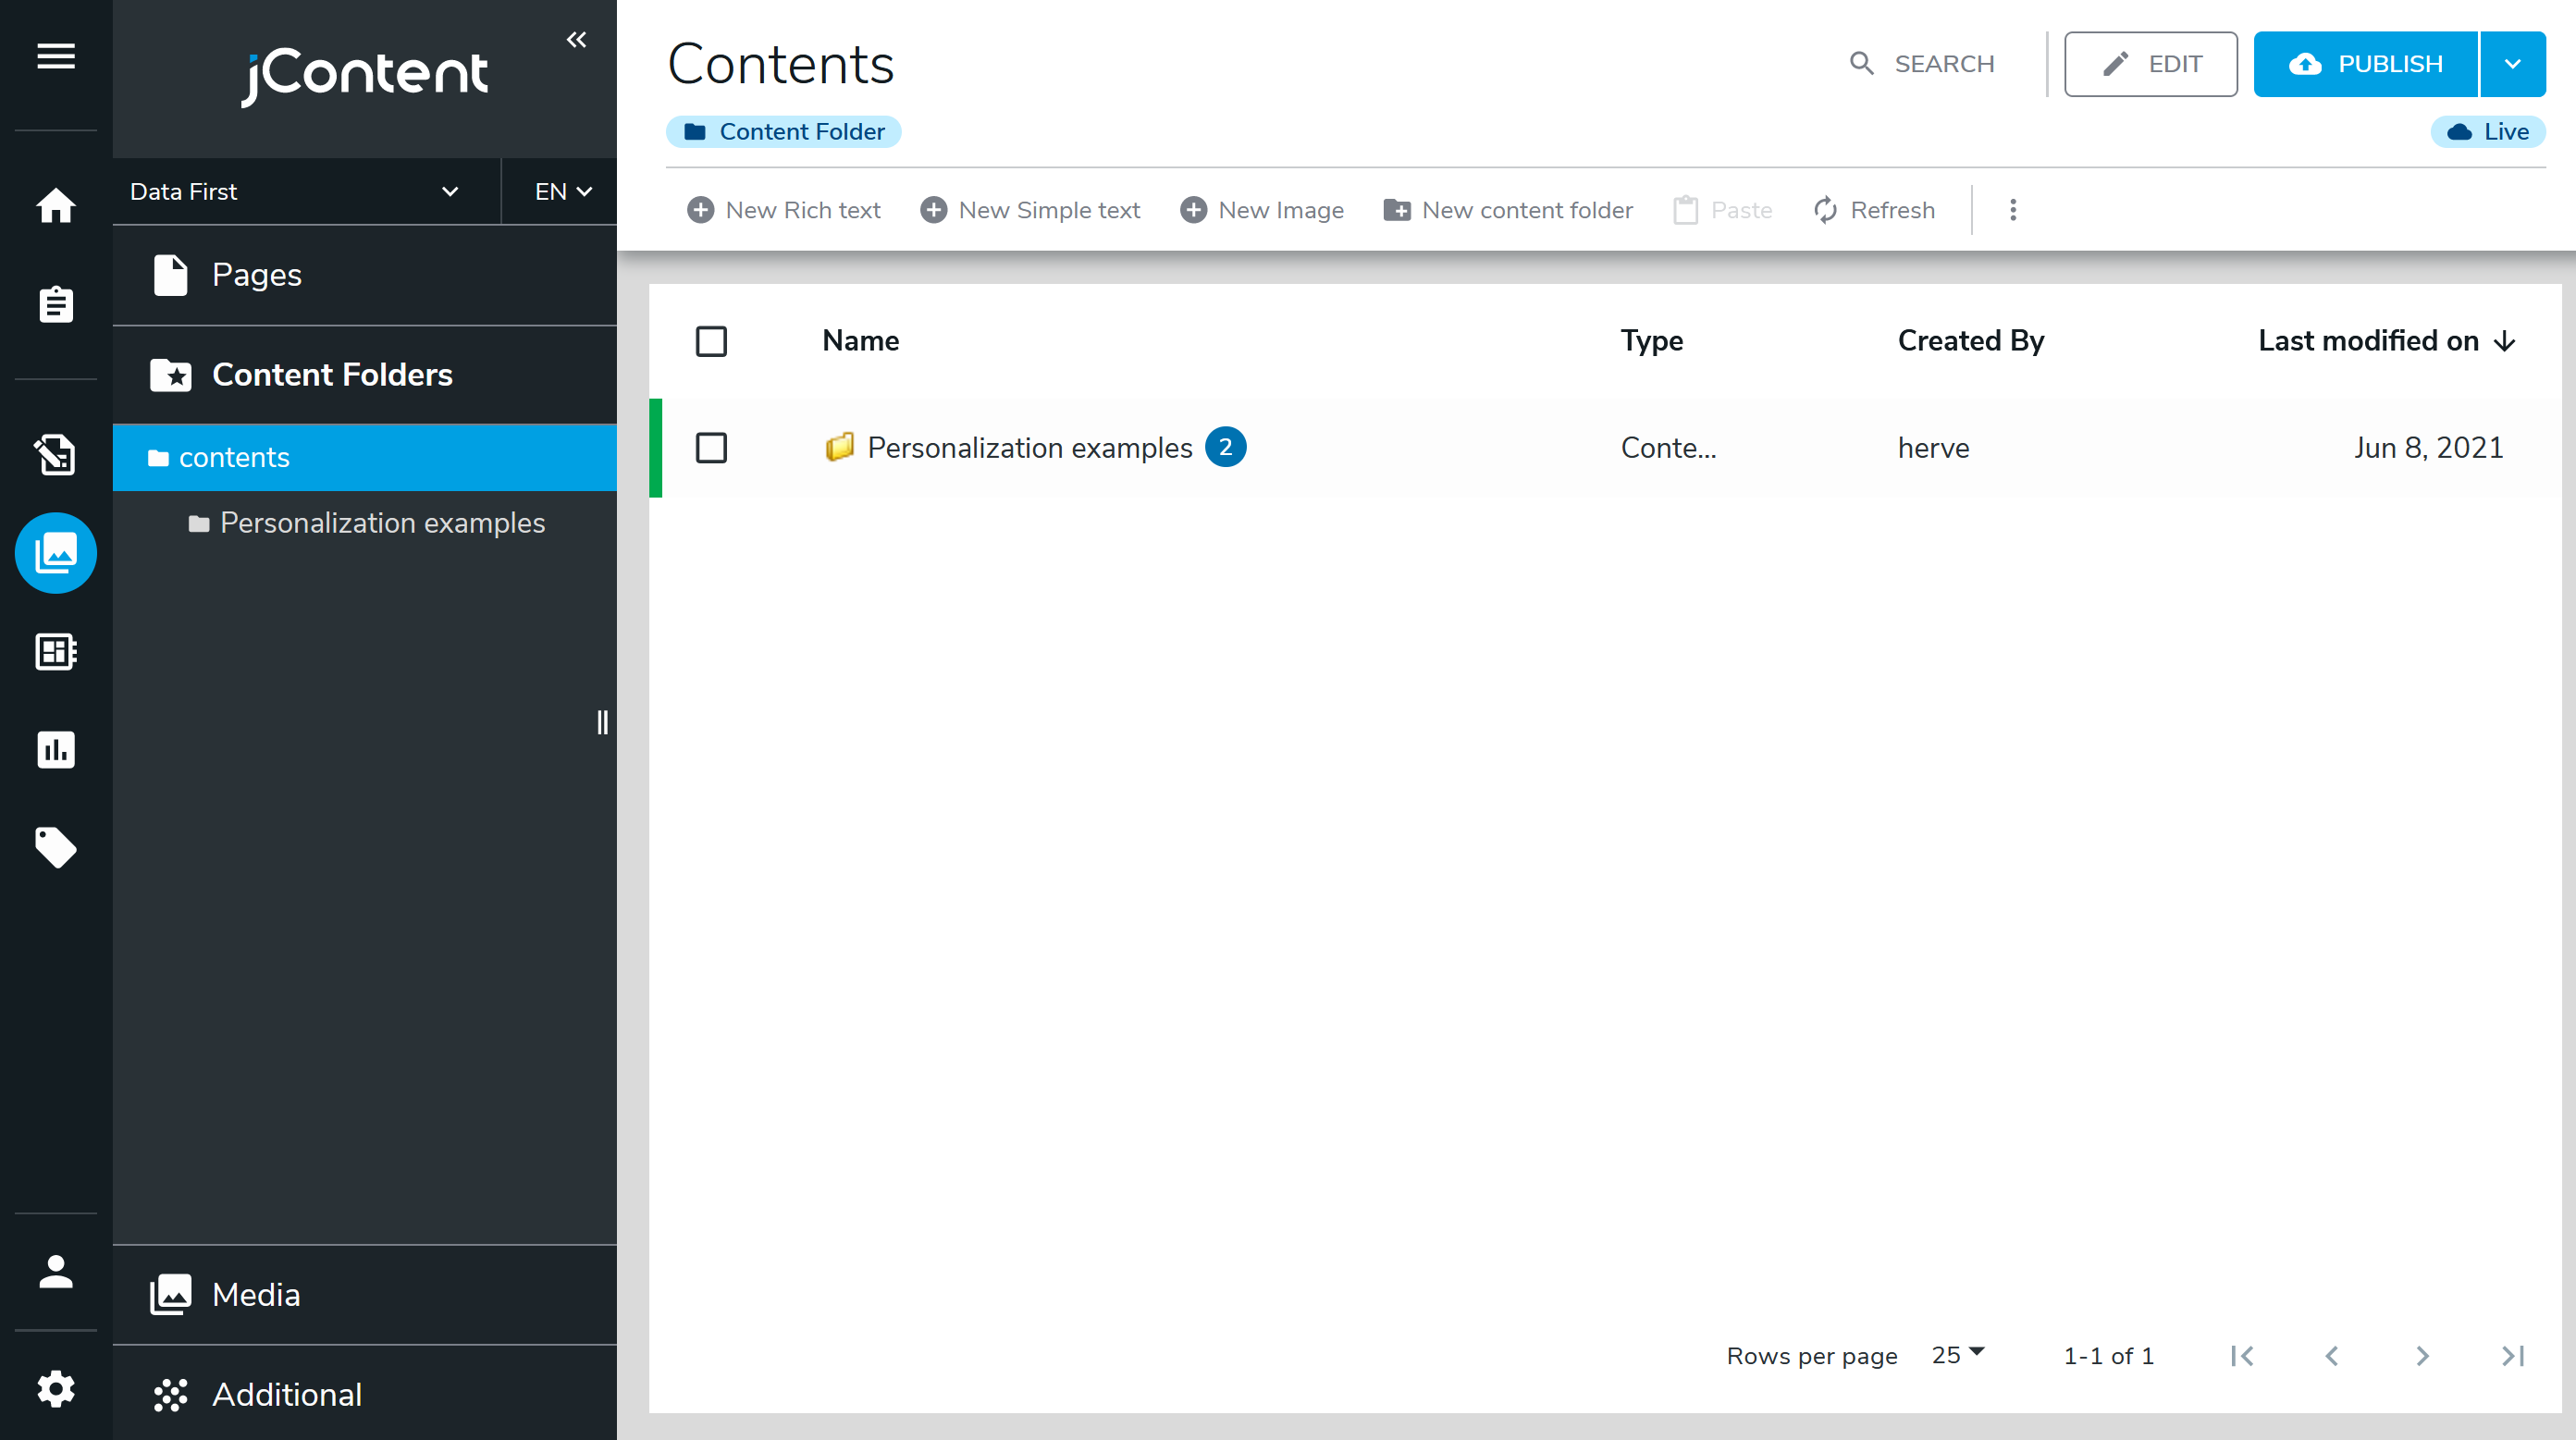 jContent
Data First
EN
Pages
Content Folders
contents
Personalization examples
Media
Additional
Contents
SEARCH
EDIT
PUBLISH
Content Folder
Live
New Rich text
New Simple text
New Image
New content folder
Paste
Refresh
Name
Type
Created By
Last modified on
Personalization examples
2
Conte...
herve
Jun 8, 2021
Rows per page
25
1-1 of 1